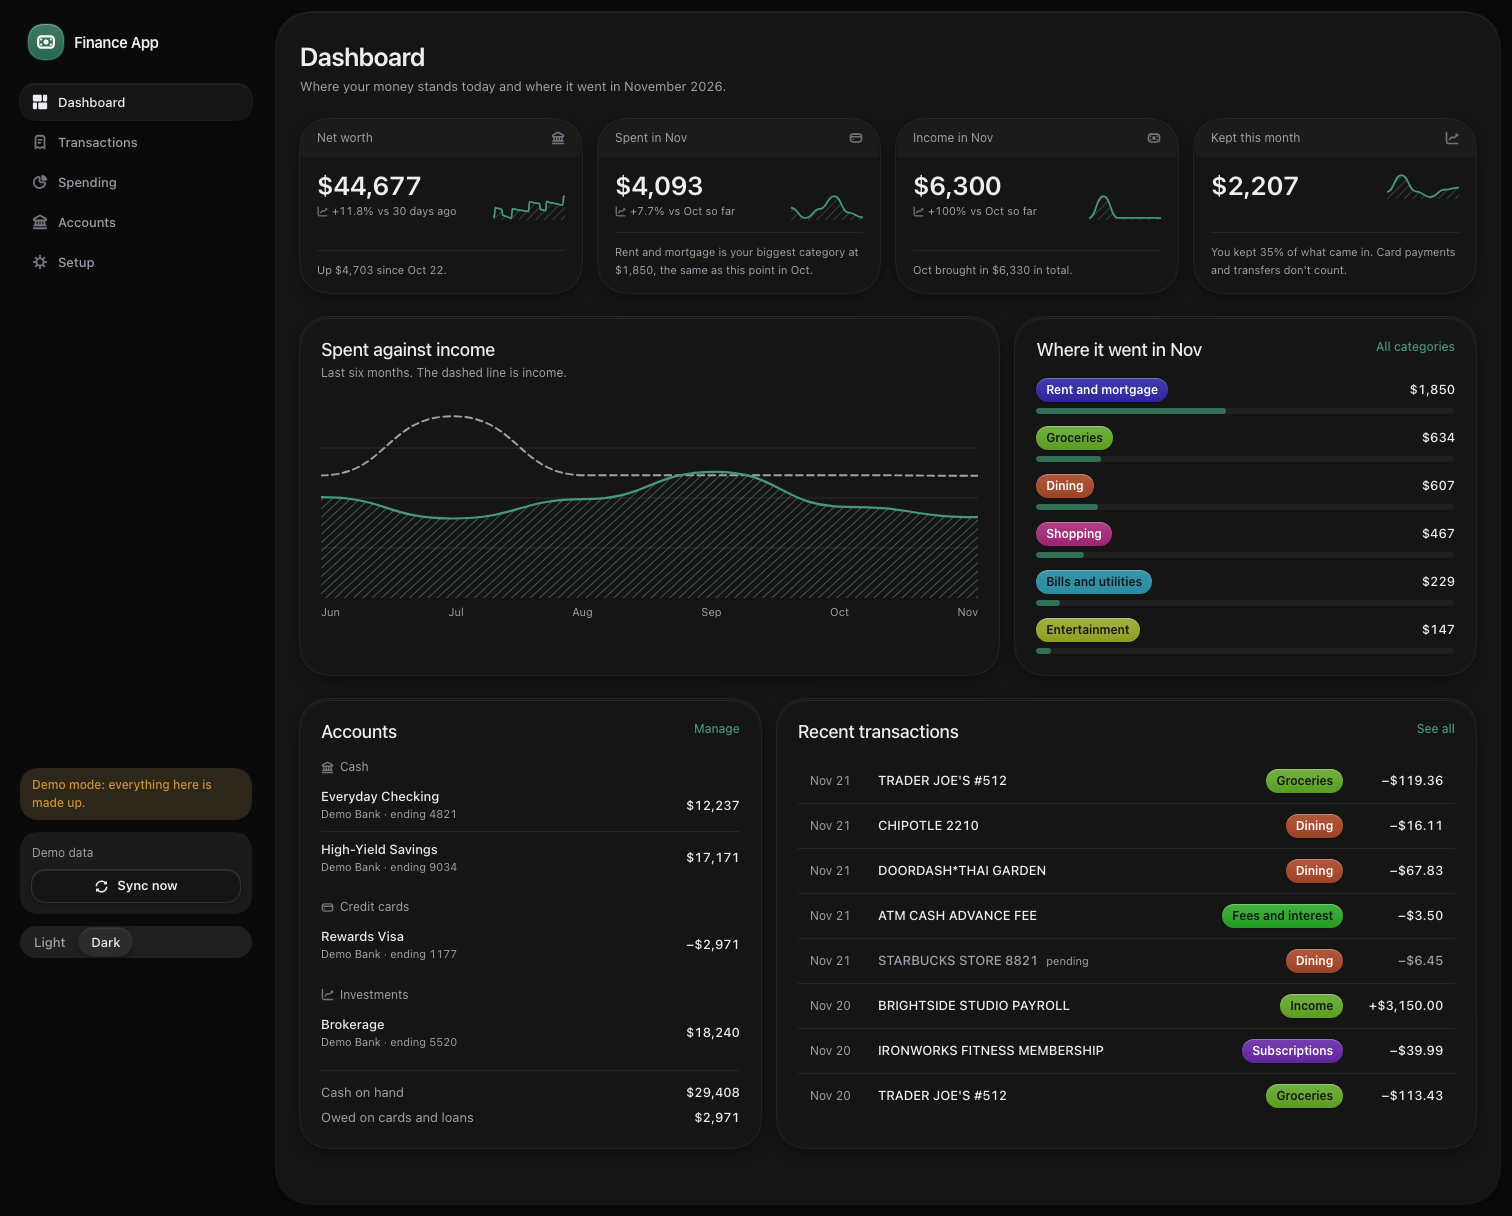 Finance App
Dashboard
Transactions
Spending
Accounts
Setup
Demo mode: everything here is
made up.
Demo data
Sync now
Light
Dark
Dashboard
Where your money stands today and where it went in November 2026.
Net worth
$44,677
+11.8% vs 30 days ago
Up $4,703 since Oct 22.
Spent in Nov
$4,093
+7.7% vs Oct so far
Rent and mortgage is your biggest category at
$1,850, the same as this point in Oct.
Income in Nov
$6,300
+100% vs Oct so far
Oct brought in $6,330 in total.
Kept this month
$2,207
You kept 35% of what came in. Card payments
and transfers don't count.
Spent against income
Last six months. The dashed line is income.
Jun Jul Aug Sep Oct Nov
Where it went in Nov
All categories
Rent and mortgage $1,850
Groceries $634
Dining $607
Shopping $467
Bills and utilities $229
Entertainment $147
Accounts
Manage
Cash
Everyday Checking
Demo Bank · ending 4821
$12,237
High-Yield Savings
Demo Bank · ending 9034
$17,171
Credit cards
Rewards Visa
Demo Bank · ending 1177
−$2,971
Investments
Brokerage
Demo Bank · ending 5520
$18,240
Cash on hand $29,408
Owed on cards and loans $2,971
Recent transactions
See all
Nov 21 TRADER JOE'S #512 Groceries −$119.36
Nov 21 CHIPOTLE 2210 Dining −$16.11
Nov 21 DOORDASH*THAI GARDEN Dining −$67.83
Nov 21 ATM CASH ADVANCE FEE Fees and interest −$3.50
Nov 21 STARBUCKS STORE 8821 pending Dining −$6.45
Nov 20 BRIGHTSIDE STUDIO PAYROLL Income +$3,150.00
Nov 20 IRONWORKS FITNESS MEMBERSHIP Subscriptions −$39.99
Nov 20 TRADER JOE'S #512 Groceries −$113.43